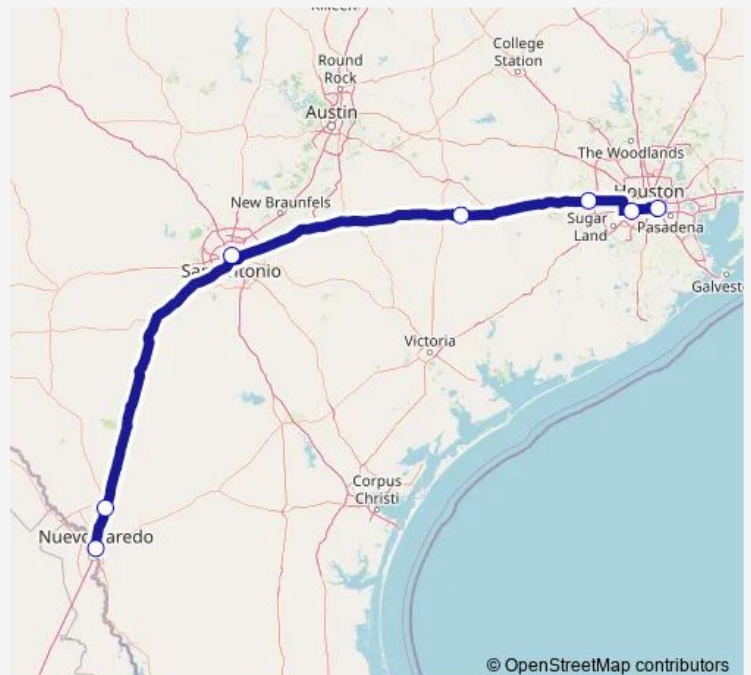 College
Station
Round
Rock
Austin
The Woodlands
Houston
New Braunfels
Sugar
Land
Pasadena
Galvest
Victoria
Corpus
Christi
© OpenStreetMap contributors